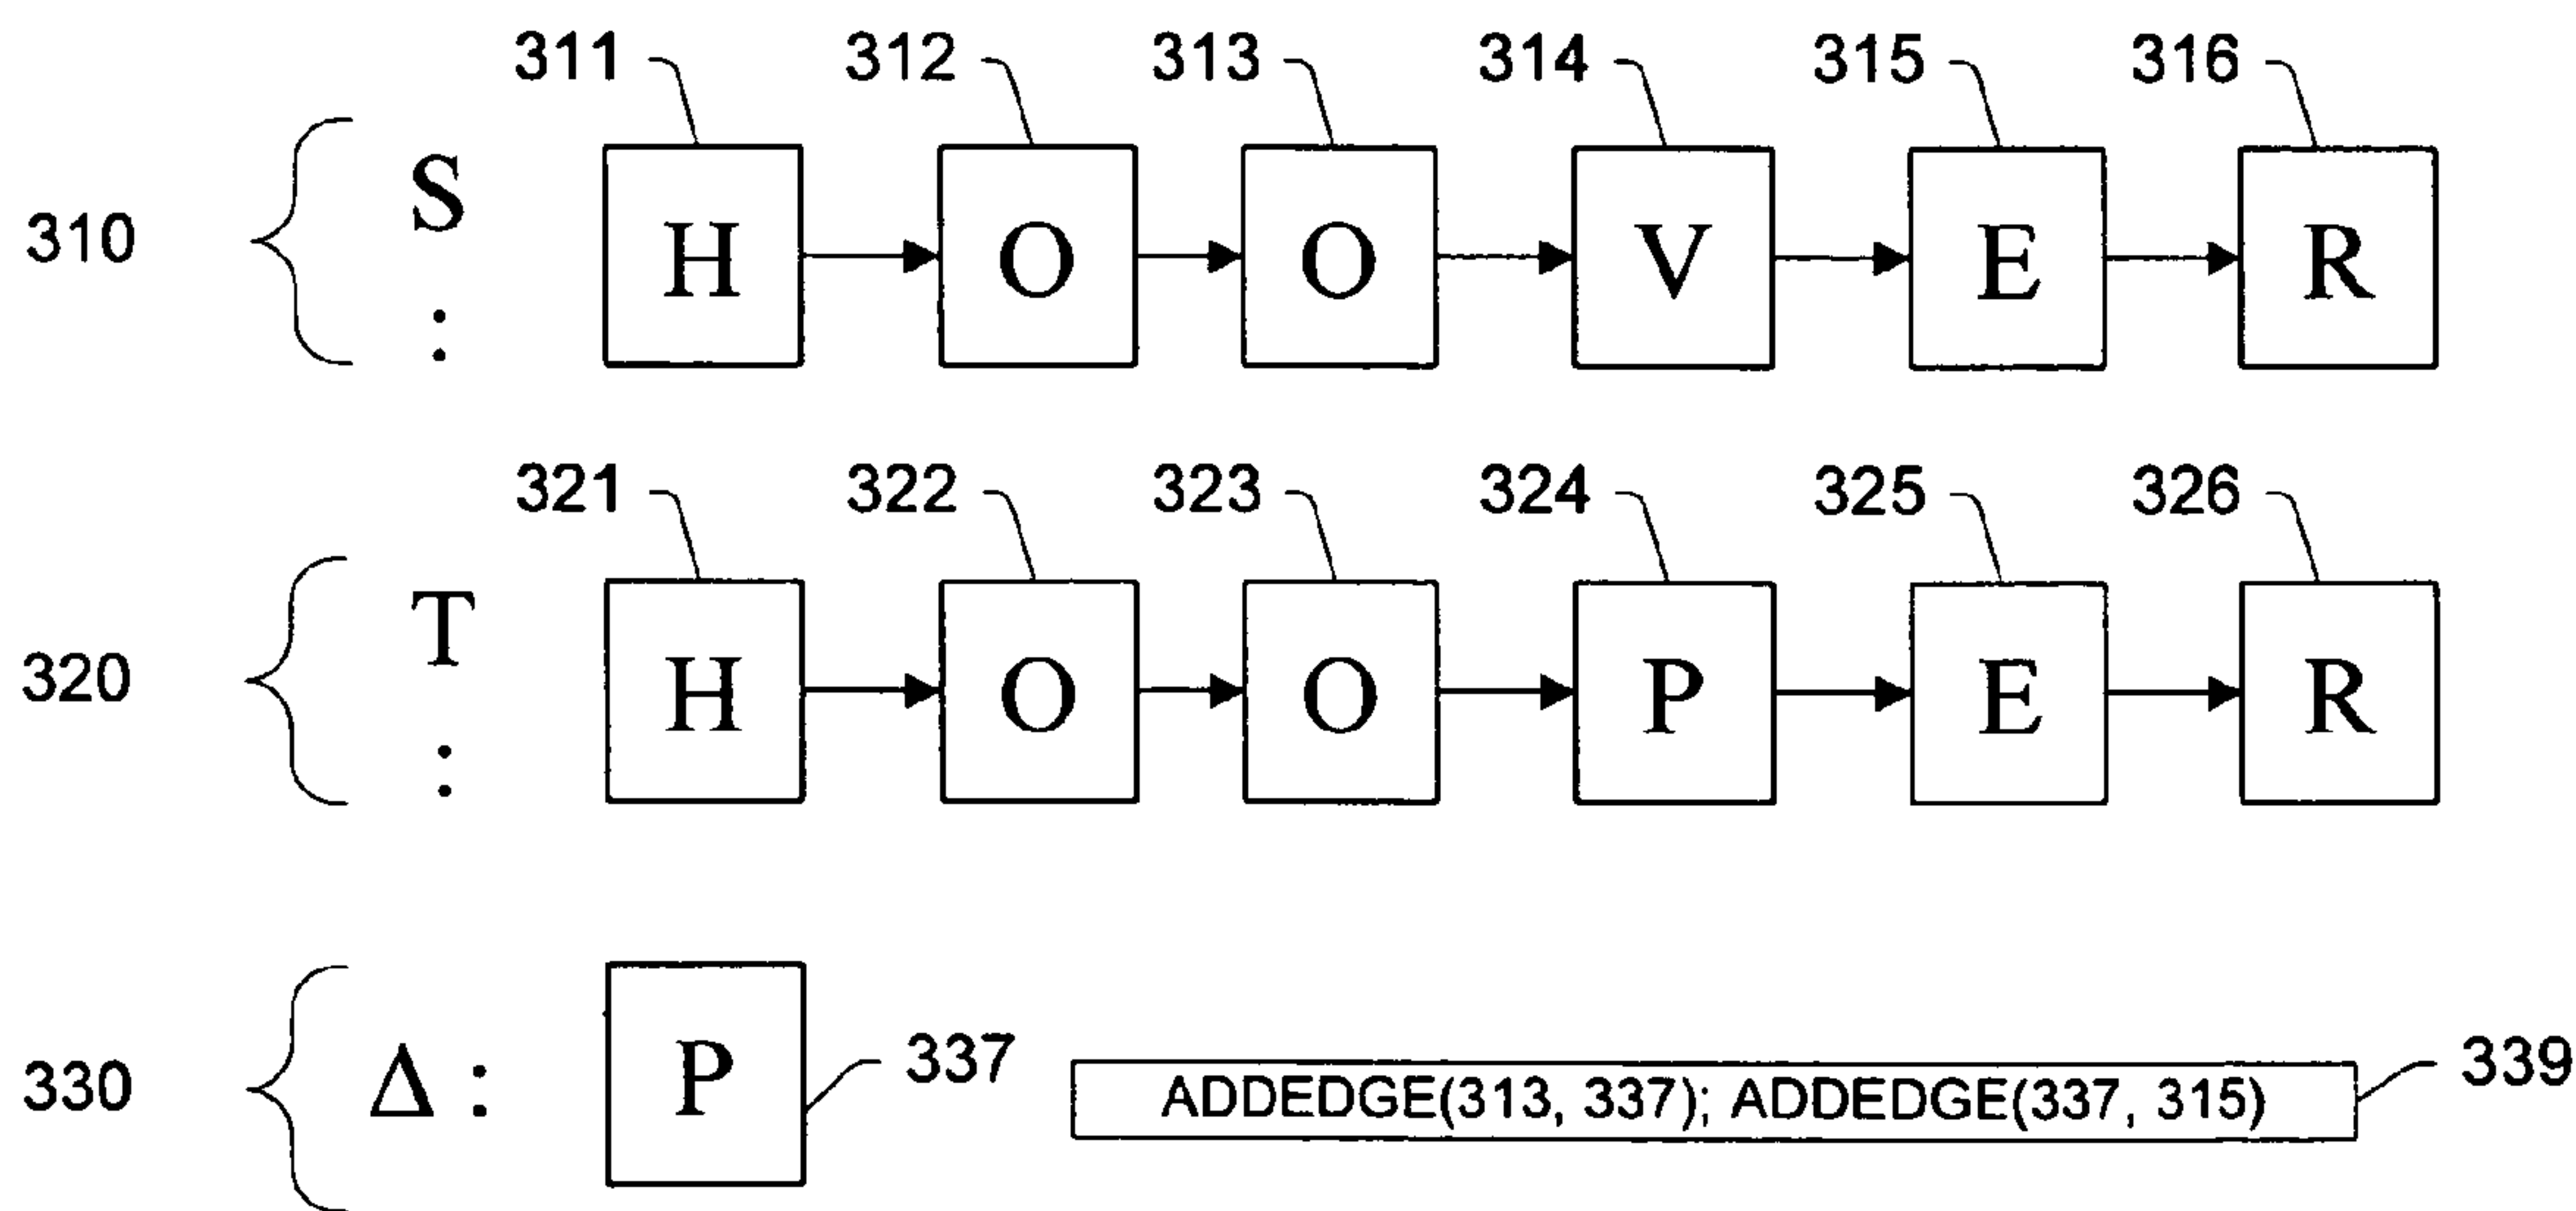 311 312 313 314 315 316
310 S : H O O V E R
321 322 323 324 325 326
320 T : H O O P E R
330 Δ : P 337 ADDEDGE(313, 337); ADDEDGE(337, 315) 339